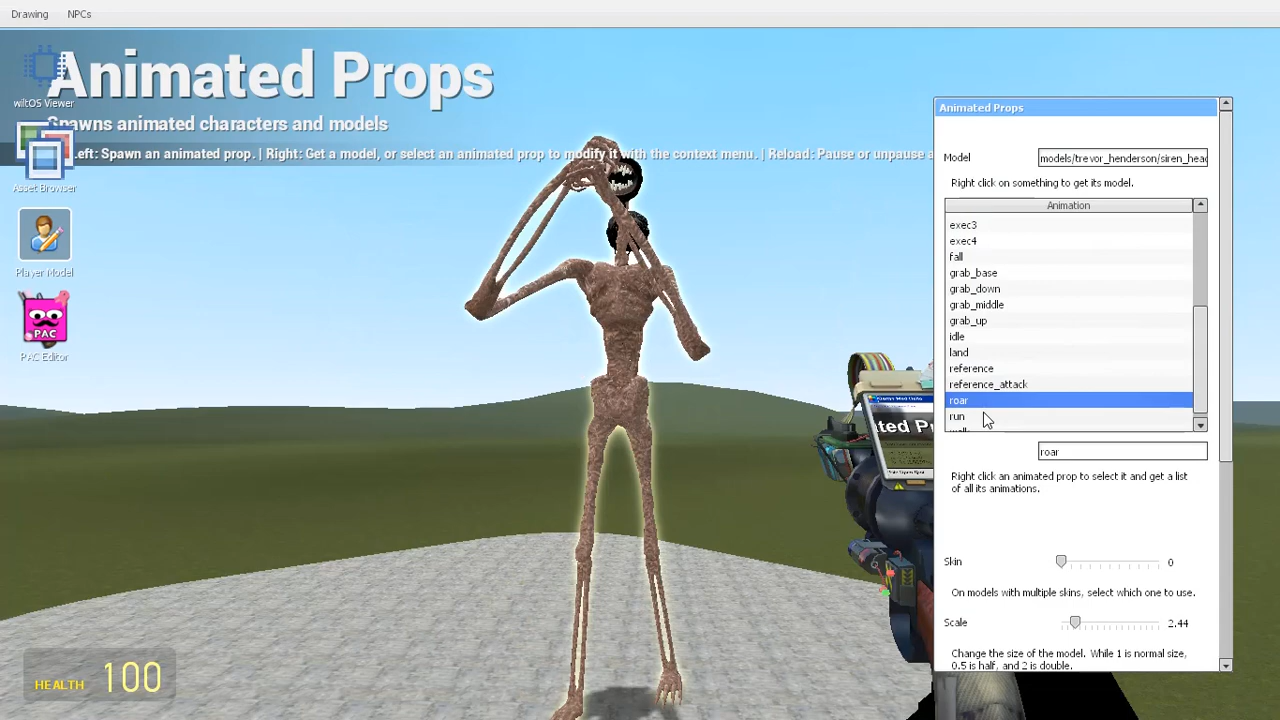 Drawing NPCs
Animated Props
Spawns animated characters and models
Left: Spawn an animated prop. | Right: Get a model, or select an animated prop to modify it with the context menu. | Reload: Pause or unpause a
wiltOS Viewer
Asset Browser
Player Model
PAC
PAC Editor
Animated Props
Model models/trevor_henderson/siren_head
Right click on something to get its model.
Animation
exec3
exec4
fall
grab_base
grab_down
grab_middle
grab_up
idle
land
reference
reference_attack
roar
run
walk
roar
Right click an animated prop to select it and get a list
of all its animations.
Skin 0
On models with multiple skins, select which one to use.
Scale 2.44
Change the size of the model. While 1 is normal size,
0.5 is half, and 2 is double.
HEALTH 100